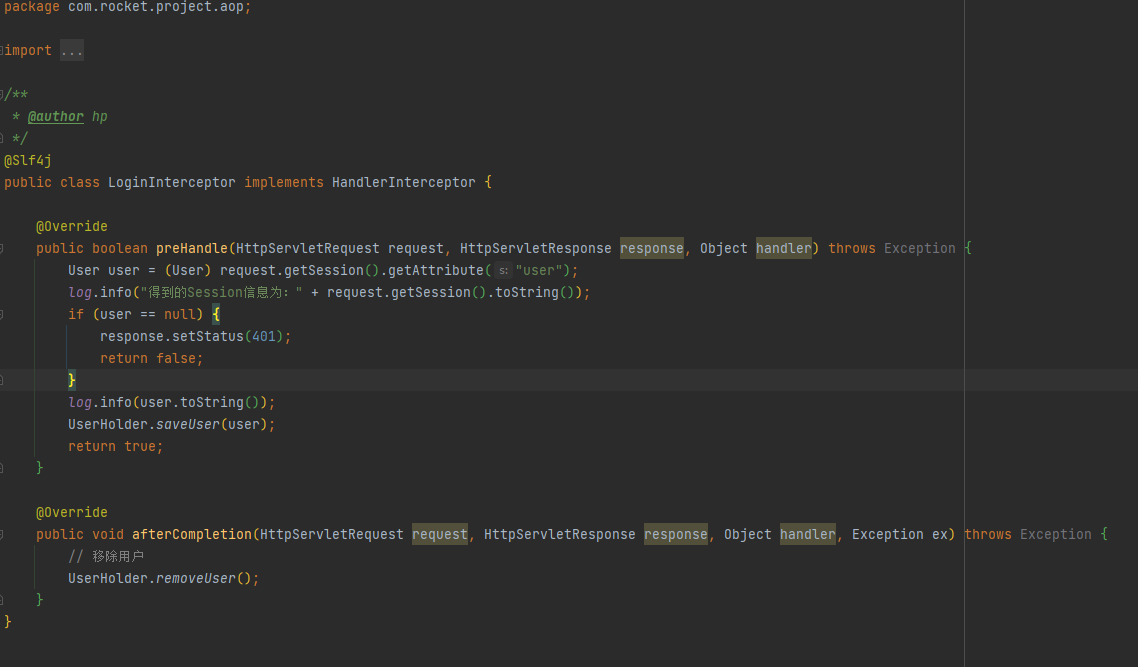 package com.rocket.project.aop;
import ...
/**
 * @author hp
 */
@Slf4j
public class LoginInterceptor implements HandlerInterceptor {
    @Override
    public boolean preHandle(HttpServletRequest request, HttpServletResponse response, Object handler) throws Exception {
        User user = (User) request.getSession().getAttribute( s: "user");
        log.info("得到的Session信息为：" + request.getSession().toString());
        if (user == null) {
            response.setStatus(401);
            return false;
        }
        log.info(user.toString());
        UserHolder.saveUser(user);
        return true;
    }
    @Override
    public void afterCompletion(HttpServletRequest request, HttpServletResponse response, Object handler, Exception ex) throws Exception {
        // 移除用户
        UserHolder.removeUser();
    }
}